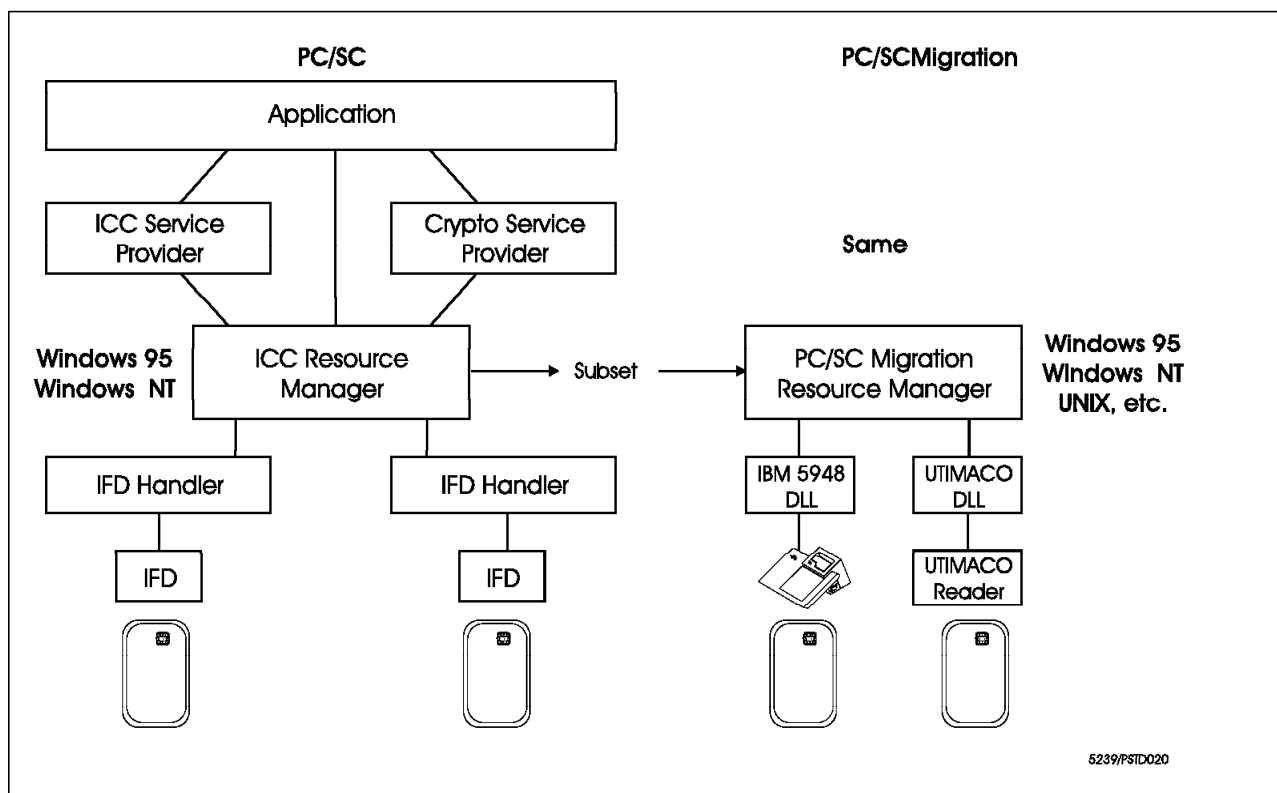 PC/SC
PC/SCMigration
Application
ICC Service
Provider
Crypto Service
Provider
Same
Windows 95
Windows NT
ICC Resource
Manager
Subset
PC/SC Migration
Resource Manager
Windows 95
Windows NT
UNIX, etc.
IFD Handler
IFD Handler
IBM 5948
DLL
UTIMACO
DLL
IFD
IFD
UTIMACO
Reader
5239/PSTD020